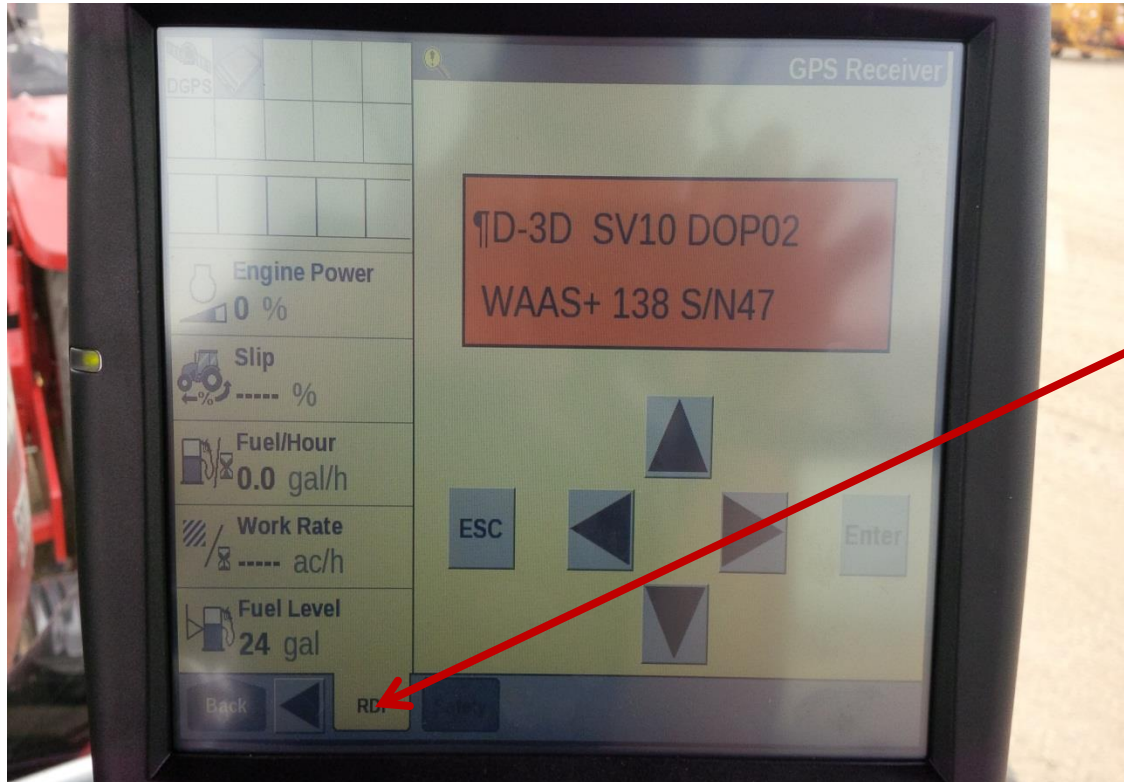 DGPS
GPS Receiver
¶D-3D SV10 DOP02
WAAS+ 138 S/N47
Engine Power
0 %
Slip
----- %
Fuel/Hour
0.0 gal/h
Work Rate
----- ac/h
Fuel Level
24 gal
ESC
Enter
Back